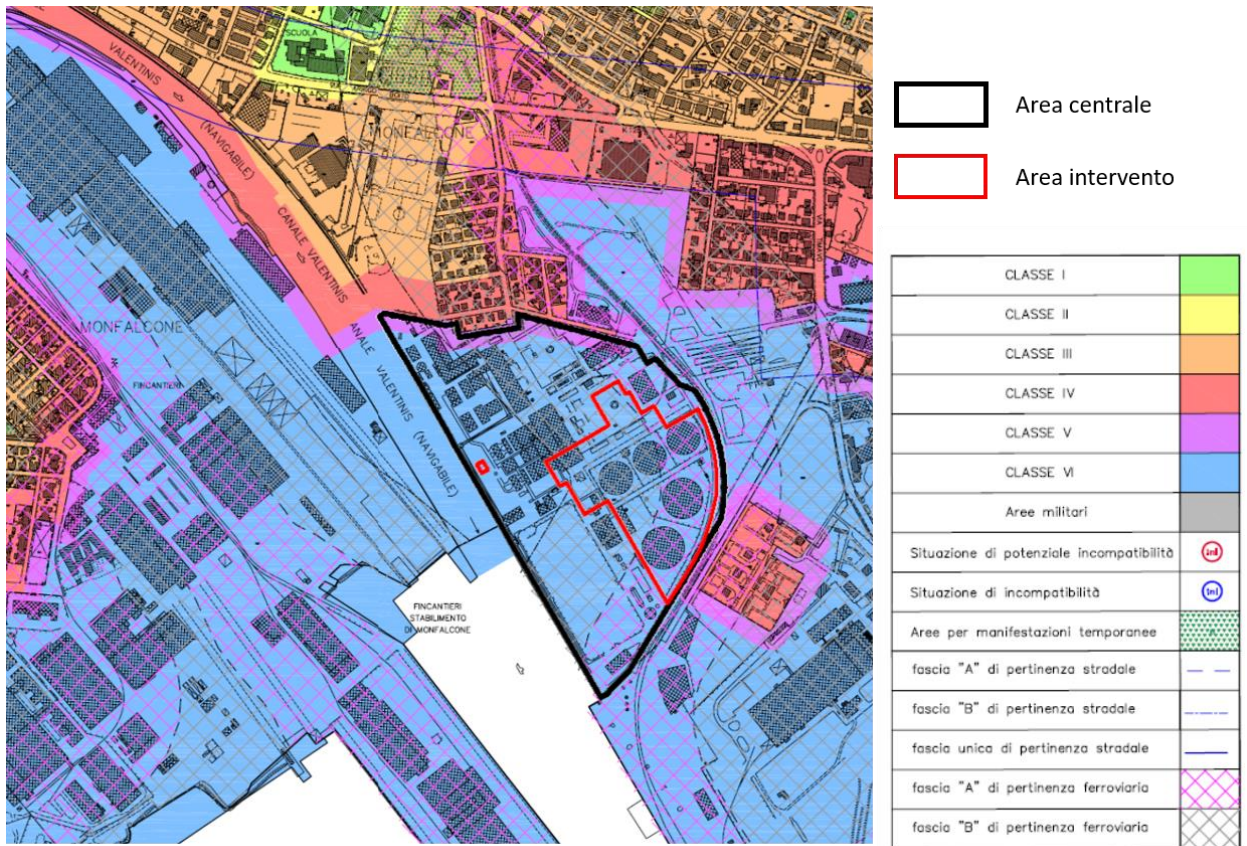 SCUOLA
VALENTINIS
(NAVIGABILE)
MONFALCONE
CANALE VALENTINIS
MONFALCONE
FINCANTIERI
ANALE
VALENTINIS
(NAVIGABILE)
FINCANTIERI
STABILIMENTO
DI MONFALCONE
Area centrale
Area intervento
CLASSE I
CLASSE II
CLASSE III
CLASSE IV
CLASSE V
CLASSE VI
Aree militari
Situazione di potenziale incompatibilità
Situazione di incompatibilità
Aree per manifestazioni temporanee
fascia "A" di pertinenza stradale
fascia "B" di pertinenza stradale
fascia unica di pertinenza stradale
fascia "A" di pertinenza ferroviaria
fascia "B" di pertinenza ferroviaria